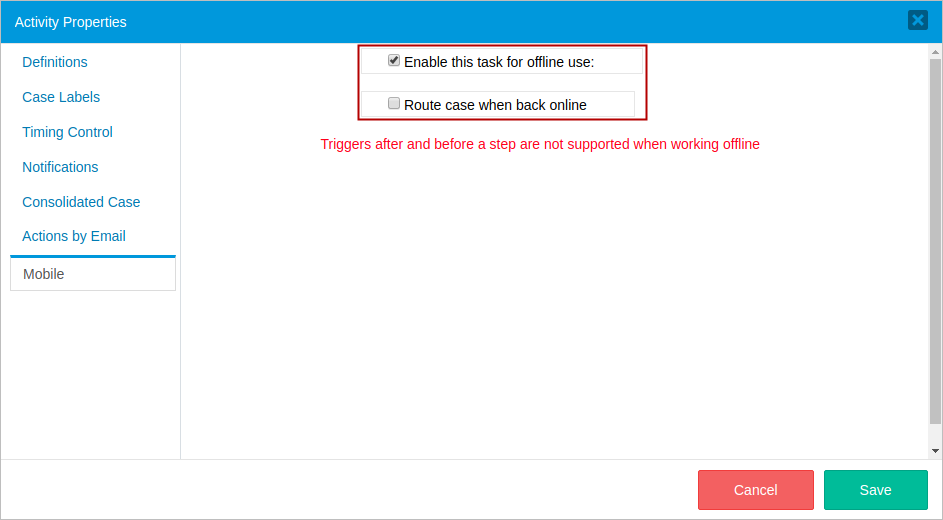 Activity Properties
Definitions
Case Labels
Timing Control
Notifications
Consolidated Case
Actions by Email
Mobile
Enable this task for offline use:
Route case when back online
Triggers after and before a step are not supported when working offline
Cancel
Save